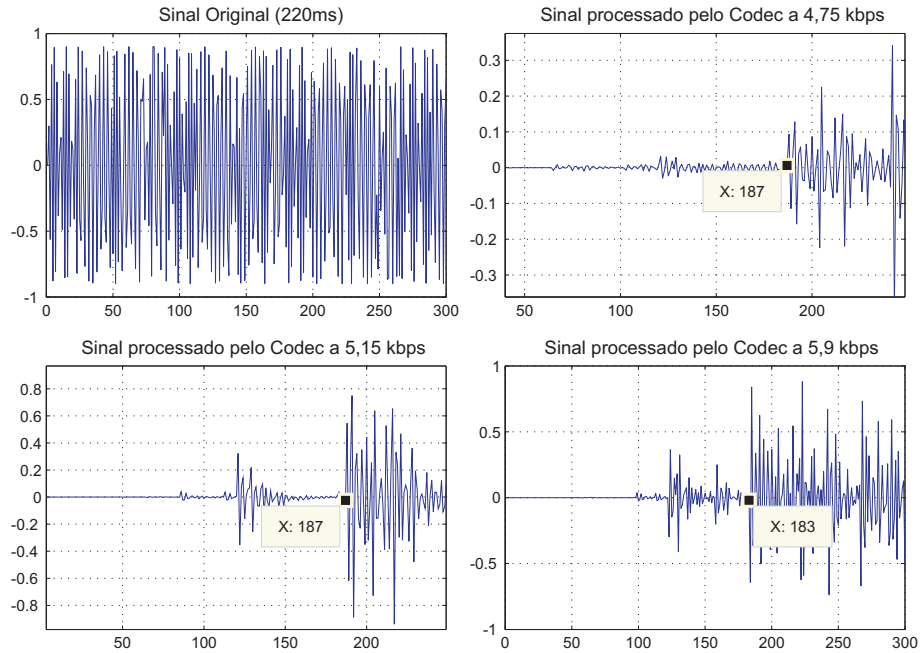 Sinal Original (220ms)
1
0.5
0
-0.5
-1
0 50 100 150 200 250 300
Sinal processado pelo Codec a 4,75 kbps
0.3
0.2
0.1
0
-0.1
-0.2
-0.3
X: 187
50 100 150 200
Sinal processado pelo Codec a 5,15 kbps
0.8
0.6
0.4
0.2
0
-0.2
-0.4
-0.6
-0.8
X: 187
50 100 150 200
Sinal processado pelo Codec a 5,9 kbps
1
0.5
0
-0.5
-1
X: 183
0 50 100 150 200 250 300